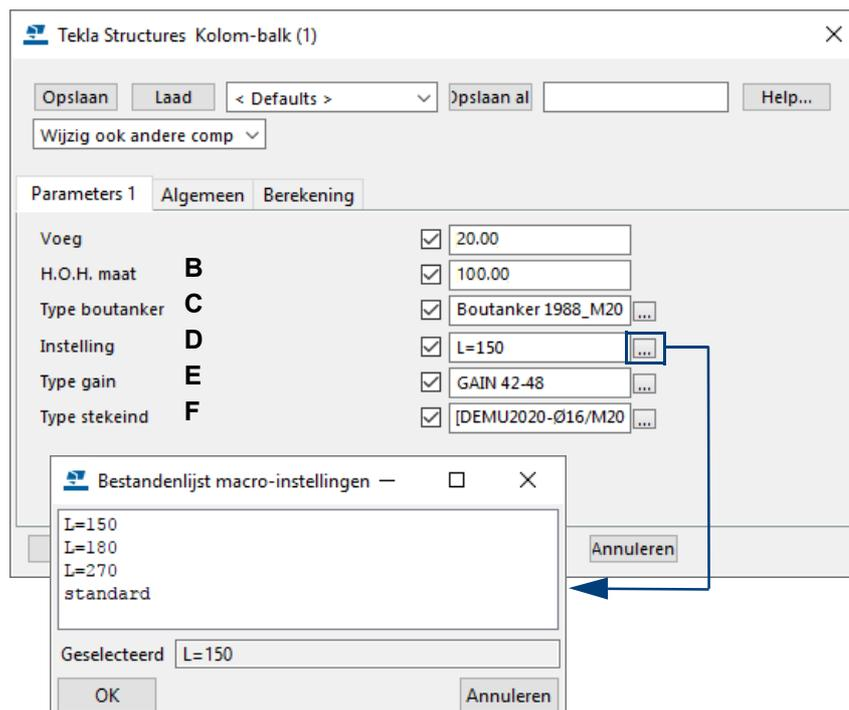 Tekla Structures Kolom-balk (1)
Opslaan Laad < Defaults > Opslaan al Help...
Wijzig ook andere comp
Parameters 1 Algemeen Berekening
Voeg 20.00
H.O.H. maat B 100.00
Type boutanker C Boutanker 1988_M20 ...
Instelling D L=150 ...
Type gain E GAIN 42-48 ...
Type stekeind F [DEMU2020-Ø16/M20 ...
Bestandenlijst macro-instellingen
L=150
L=180
L=270
standard
Annuleren
Geselecteerd L=150
OK Annuleren